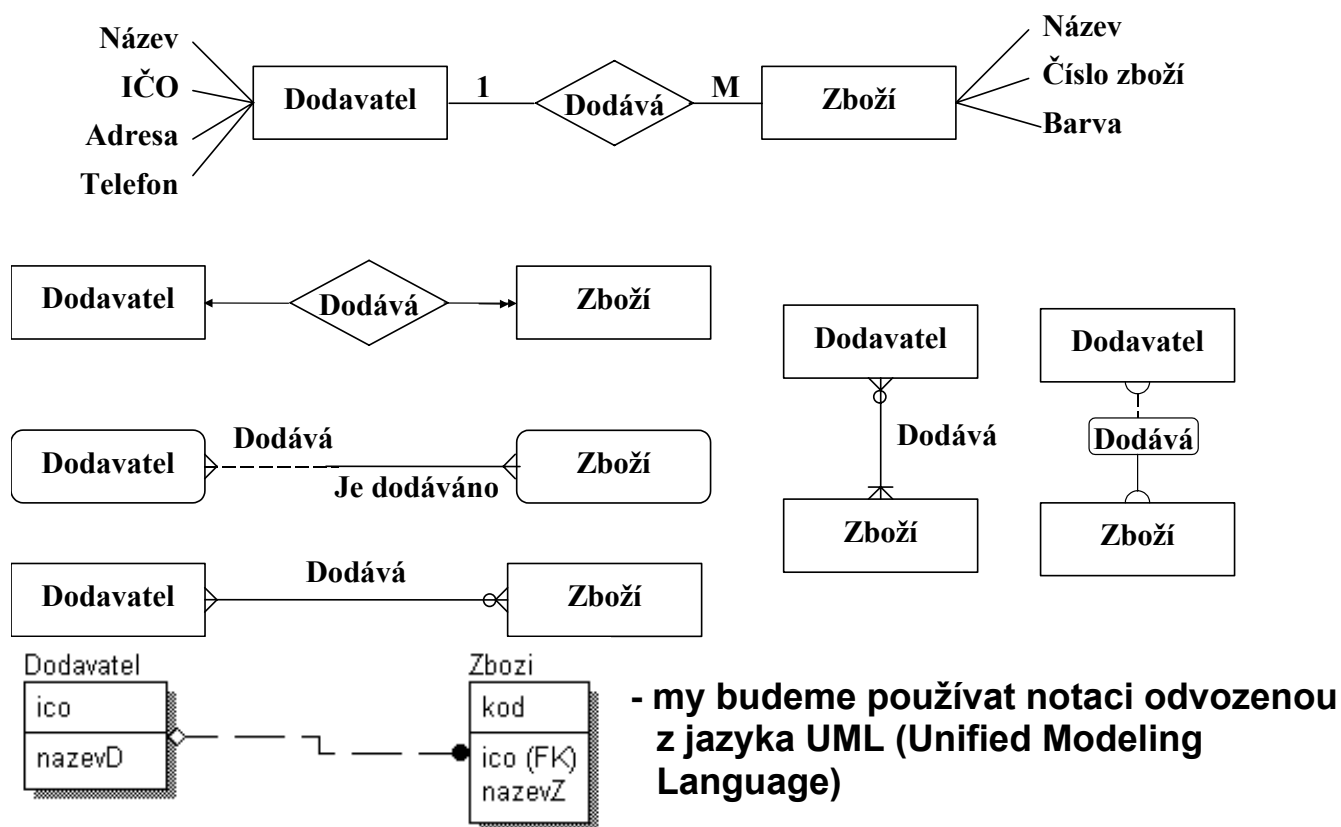 Název
IČO
Adresa
Telefon
Dodavatel
1
Dodává
M
Zboží
Název
Číslo zboží
Barva
Dodavatel
Dodává
Zboží
Dodavatel
Dodává
Je dodáváno
Zboží
Dodavatel
Dodává
Zboží
Dodavatel
Dodává
Zboží
Dodavatel
Dodává
Zboží
Dodavatel
ico
nazevD
Zbozi
kod
ico (FK)
nazevZ
- my budeme používat notaci odvozenou
z jazyka UML (Unified Modeling
Language)